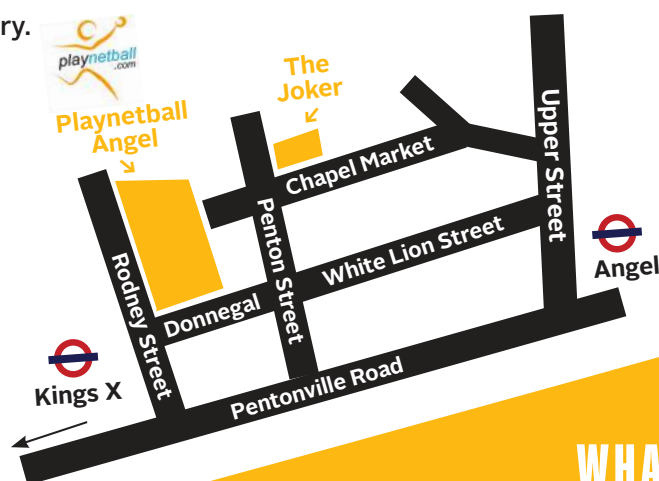 ry.
playnetball
.com
Playnetball
Angel
The
Joker
Chapel Market
Upper Street
Penton Street
White Lion Street
Rodney Street
Donnegal
Angel
Kings X
Pentonville Road
WHA